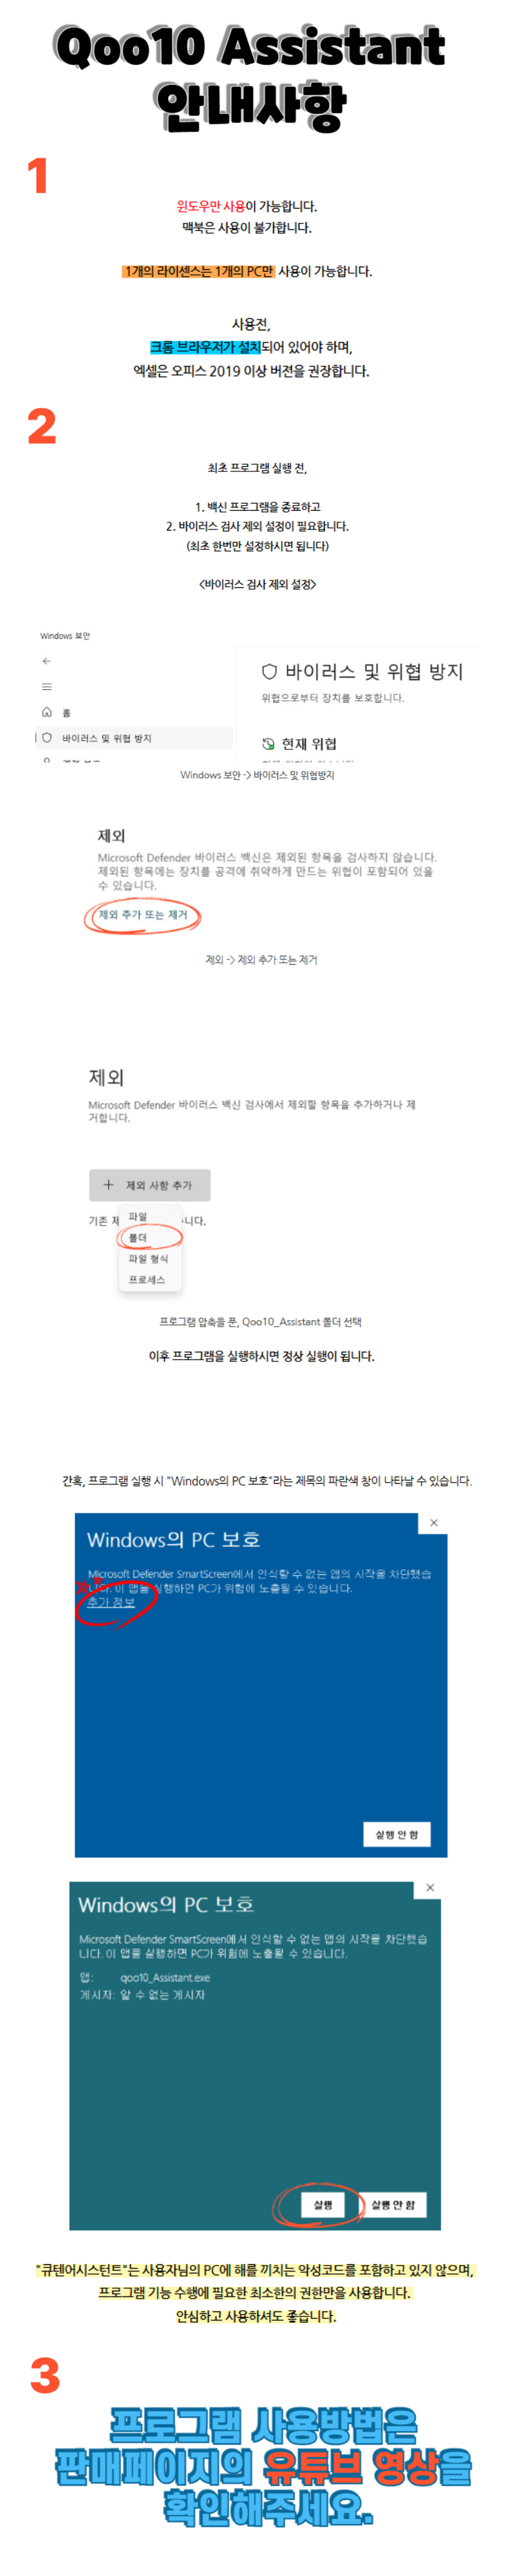 Qoo10 Assistant
안내사항
1
윈도우만 사용이 가능합니다.
맥북은 사용이 불가합니다.
1개의 라이센스는 1개의 PC만 사용이 가능합니다.
사용전,
크롬 브라우저가 설치되어 있어야 하며,
엑셀은 오피스 2019 이상 버젼을 권장합니다.
2
최초 프로그램 실행 전,
1. 백신 프로그램을 종료하고
2. 바이러스 검사 제외 설정이 필요합니다.
(최초 한번만 설정하시면 됩니다)
<바이러스 검사 제외 설정>
Windows 보안
바이러스 및 위협 방지
위협으로부터 장치를 보호합니다.
홈
바이러스 및 위협 방지
현재 위협
Windows 보안 -> 바이러스 및 위협방지
제외
Microsoft Defender 바이러스 백신은 제외된 항목을 검사하지 않습니다.
제외된 항목에는 장치를 공격에 취약하게 만드는 위협이 포함되어 있을
수 있습니다.
제외 추가 또는 제거
제외 -> 제외 추가 또는 제거
제외
Microsoft Defender 바이러스 백신 검사에서 제외할 항목을 추가하거나 제
거합니다.
+ 제외 사항 추가
기존 제
니다.
파일
폴더
파일 형식
프로세스
프로그램 압축을 푼, Qoo10_Assistant 폴더 선택
이후 프로그램을 실행하시면 정상 실행이 됩니다.
간혹, 프로그램 실행 시 "Windows의 PC 보호"라는 제목의 파란색 창이 나타날 수 있습니다.
Windows의 PC 보호
Microsoft Defender SmartScreen에서 인식할 수 없는 앱의 시작을 차단했습
니다. 이 앱을 실행하면 PC가 위험에 노출될 수 있습니다.
추가 정보
실행 안 함
Windows의 PC 보호
Microsoft Defender SmartScreen에서 인식할 수 없는 앱의 시작을 차단했습
니다. 이 앱을 실행하면 PC가 위험에 노출될 수 있습니다.
앱: qoo10_Assistant.exe
게시자: 알 수 없는 게시자
실행
실행 안 함
"큐텐어시스턴트"는 사용자님의 PC에 해를 끼치는 악성코드를 포함하고 있지 않으며,
프로그램 기능 수행에 필요한 최소한의 권한만을 사용합니다.
안심하고 사용하셔도 좋습니다.
3
프로그램 사용방법은
판매페이지의 유튜브 영상을
확인해주세요.